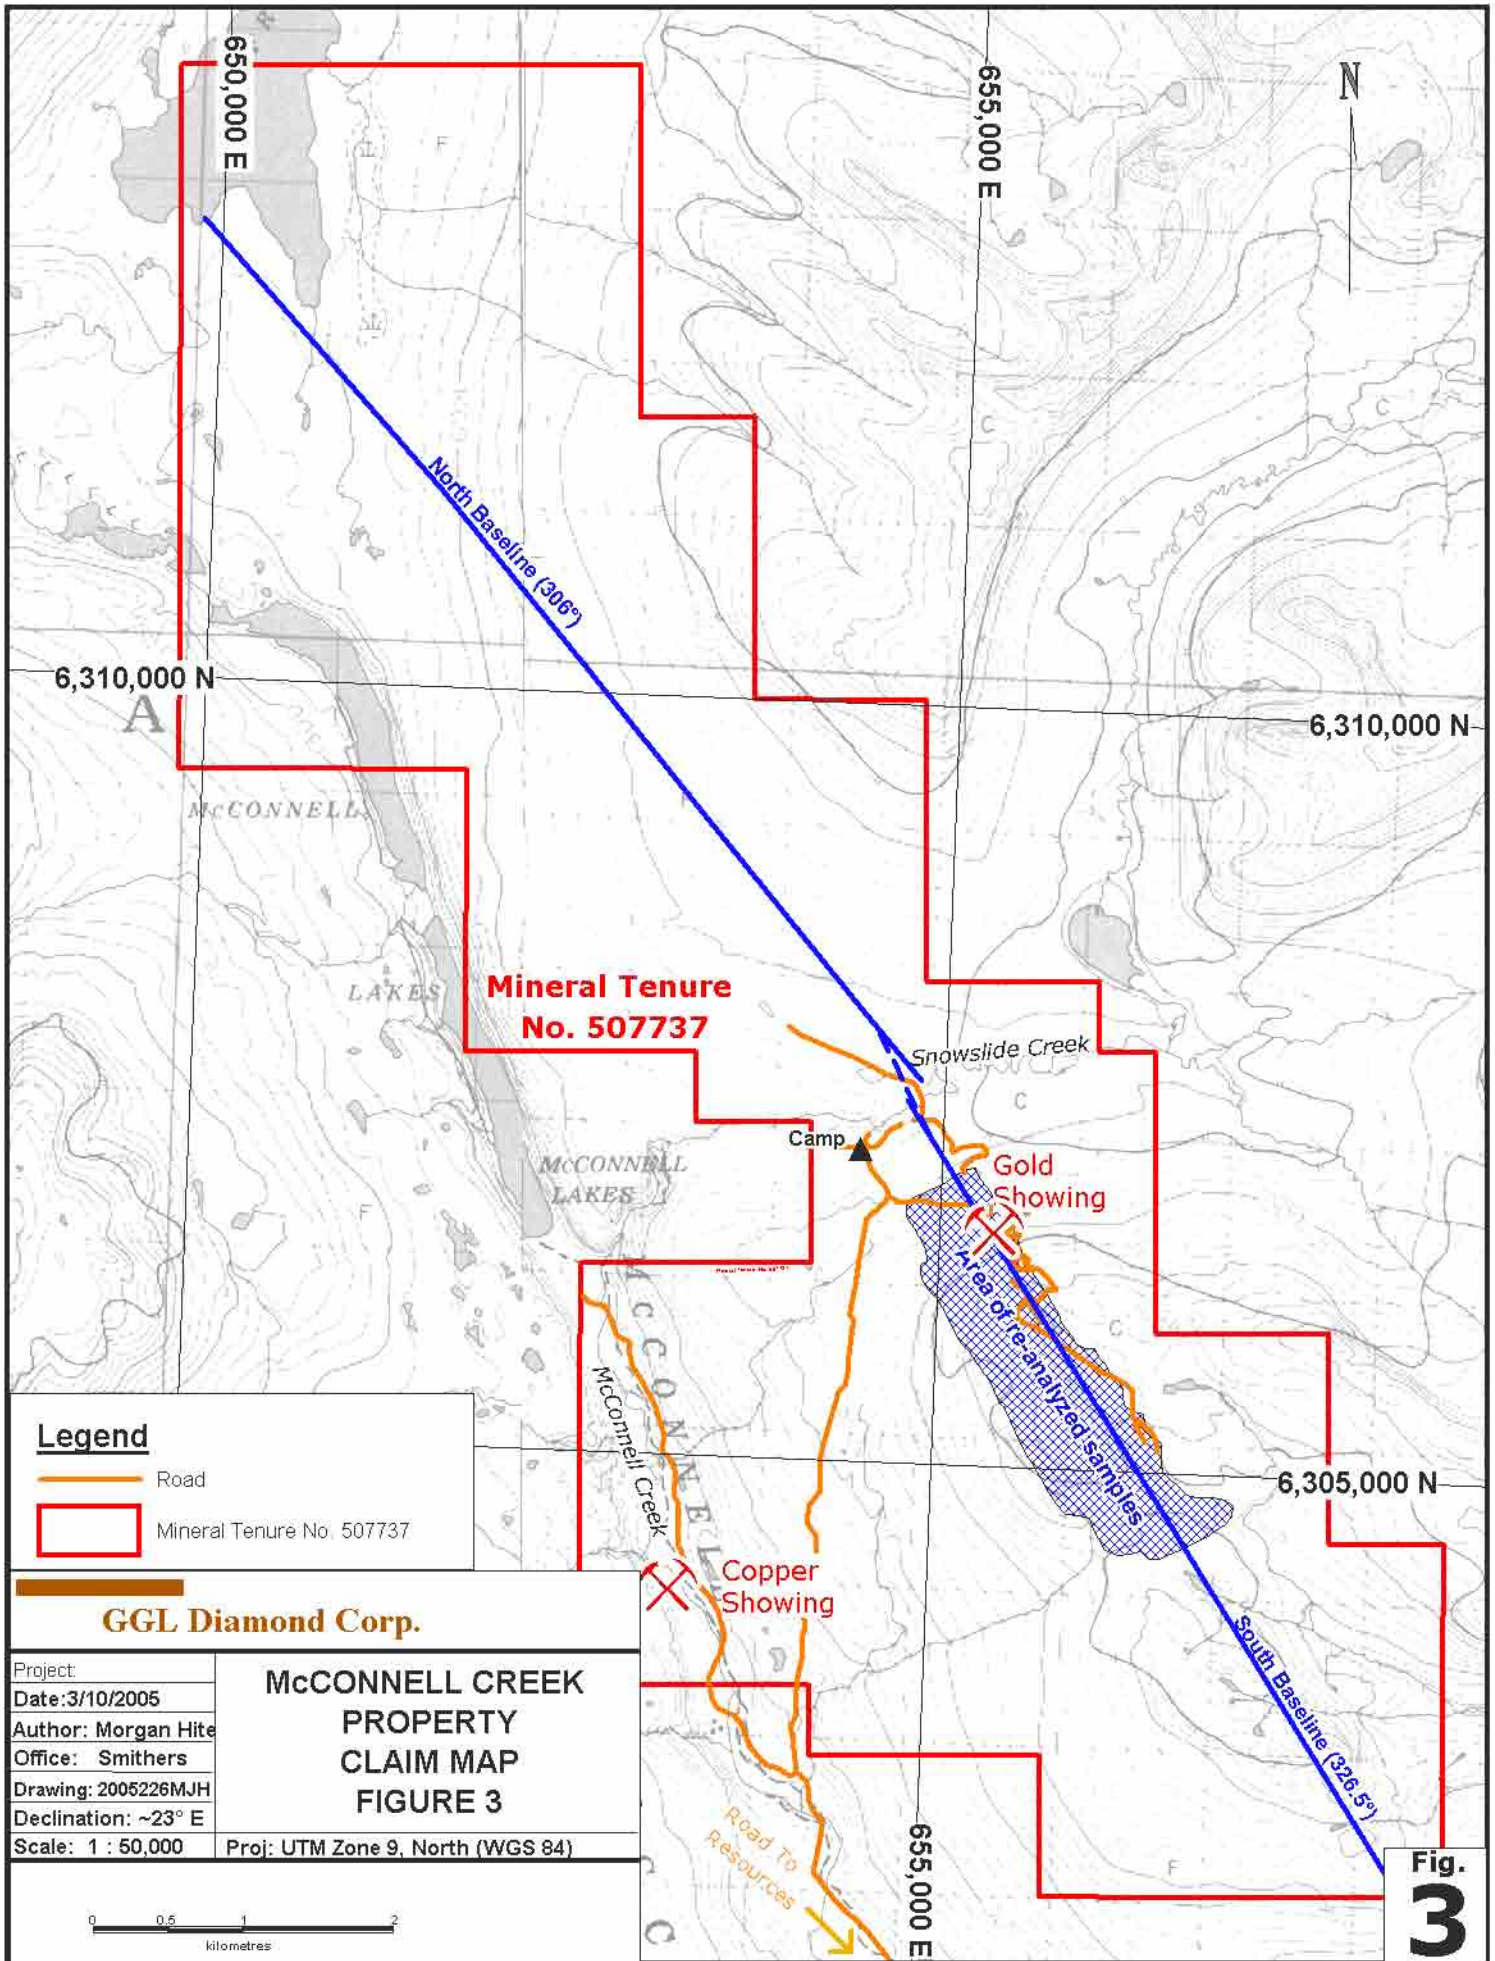 650,000 E
655,000 E
N
F
C
C
North Baseline (306°)
6,310,000 N
6,310,000 N
A
McCONNELL
LAKES
Mineral Tenure
No. 507737
Snowslide Creek
C
Camp
McCONNELL
LAKES
Gold
Showing
F
Area of re-analyzed samples
C
McCONNELL
McConnell Creek
6,305,000 N
Copper
Showing
South Baseline (326.5°)
Legend
Road
Mineral Tenure No. 507737
GGL Diamond Corp.
Project:
Date:3/10/2005
Author: Morgan Hite
Office: Smithers
Drawing: 2005226MJH
Declination: ~23° E
Scale: 1 : 50,000
McCONNELL CREEK
PROPERTY
CLAIM MAP
FIGURE 3
Proj: UTM Zone 9, North (WGS 84)
0 0.5 1 2
kilometres
Road To
Resources
C
655,000 E
F
Fig.
3